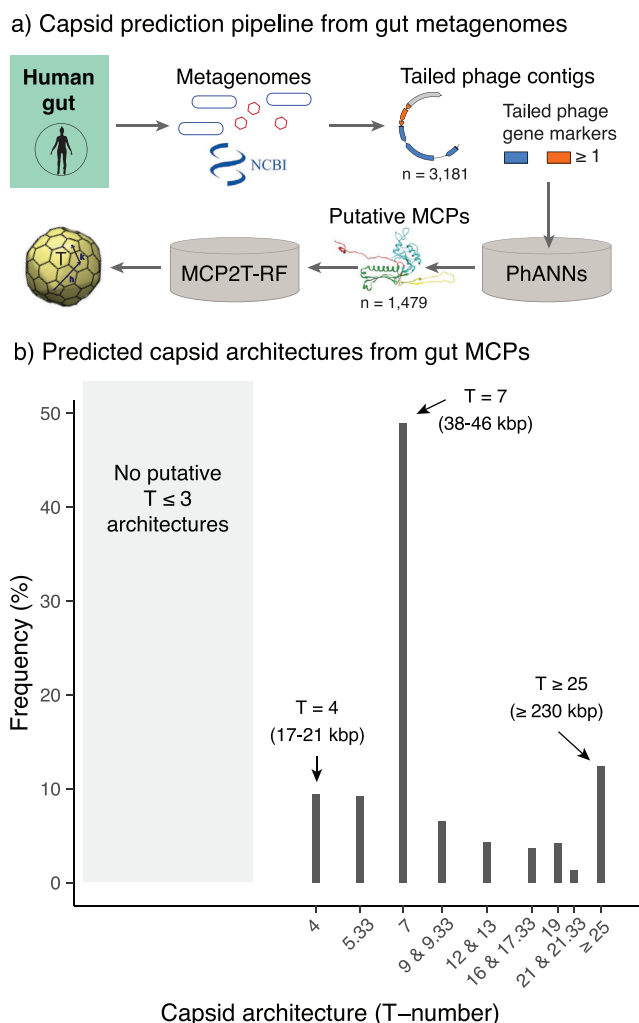 a) Capsid prediction pipeline from gut metagenomes
Human
gut
Metagenomes
NCBI
Tailed phage contigs
n = 3,181
Tailed phage
gene markers
≥ 1
T
h
k
MCP2T-RF
Putative MCPs
n = 1,479
PhANNs
b) Predicted capsid architectures from gut MCPs
Frequency (%)
50
40
30
20
10
0
No putative
T ≤ 3
architectures
T = 4
(17-21 kbp)
T = 7
(38-46 kbp)
T ≥ 25
(≥ 230 kbp)
4
5.33
7
9 & 9.33
12 & 13
16 & 17.33
19
21 & 21.33
≥ 25
Capsid architecture (T–number)